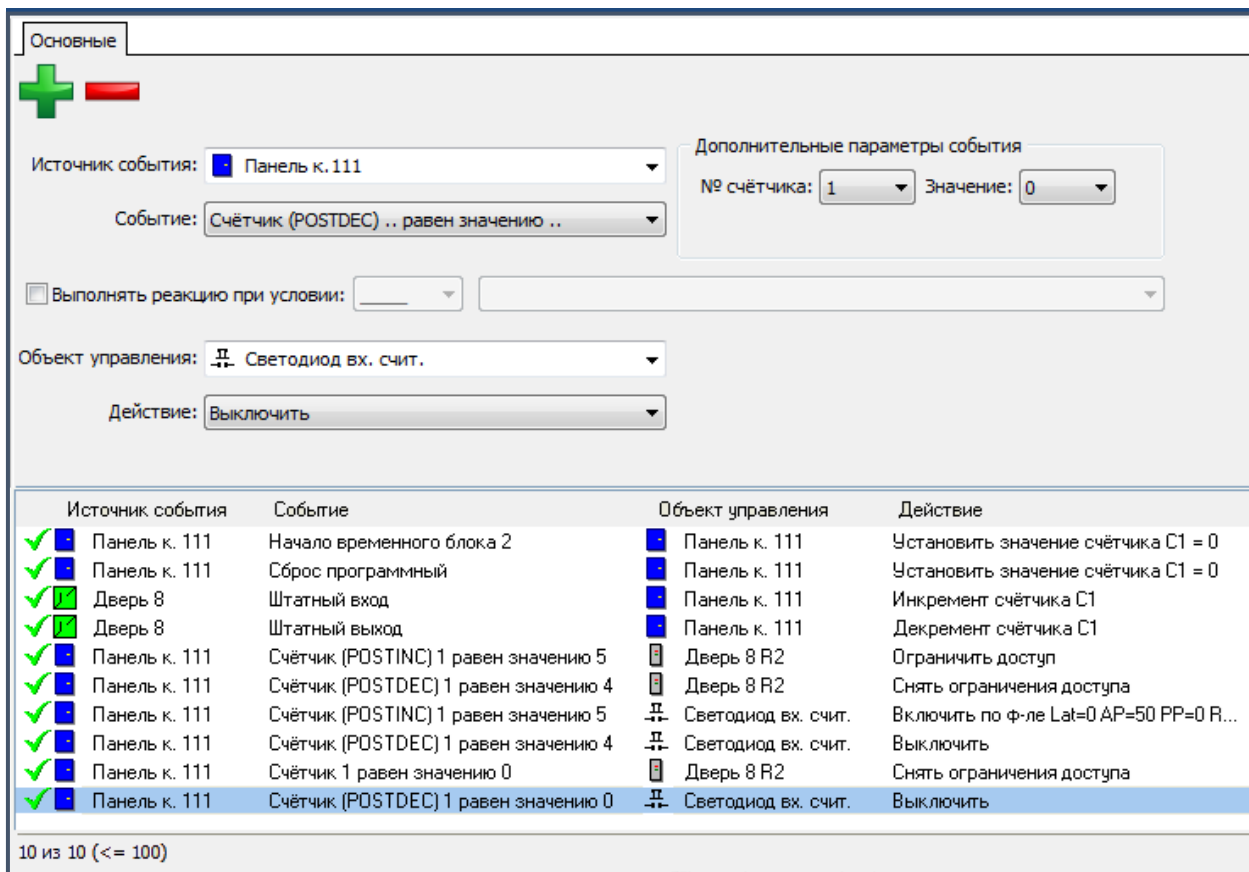 Основные
Источник события: Панель к. 111
Дополнительные параметры события
№ счётчика: 1 Значение: 0
Событие: Счётчик (POSTDEC) .. равен значению ..
Выполнять реакцию при условии: _____
Объект управления: Светодиод вх. счит.
Действие: Выключить
Источник события Событие Объект управления Действие
Панель к. 111 Начало временного блока 2 Панель к. 111 Установить значение счётчика C1 = 0
Панель к. 111 Сброс программный Панель к. 111 Установить значение счётчика C1 = 0
Дверь 8 Штатный вход Панель к. 111 Инкремент счётчика C1
Дверь 8 Штатный выход Панель к. 111 Декремент счётчика C1
Панель к. 111 Счётчик (POSTINC) 1 равен значению 5 Дверь 8 R2 Ограничить доступ
Панель к. 111 Счётчик (POSTDEC) 1 равен значению 4 Дверь 8 R2 Снять ограничения доступа
Панель к. 111 Счётчик (POSTINC) 1 равен значению 5 Светодиод вх. счит. Включить по ф-ле Lat=0 AP=50 PP=0 R...
Панель к. 111 Счётчик (POSTDEC) 1 равен значению 4 Светодиод вх. счит. Выключить
Панель к. 111 Счётчик 1 равен значению 0 Дверь 8 R2 Снять ограничения доступа
Панель к. 111 Счётчик (POSTDEC) 1 равен значению 0 Светодиод вх. счит. Выключить
10 из 10 (<= 100)